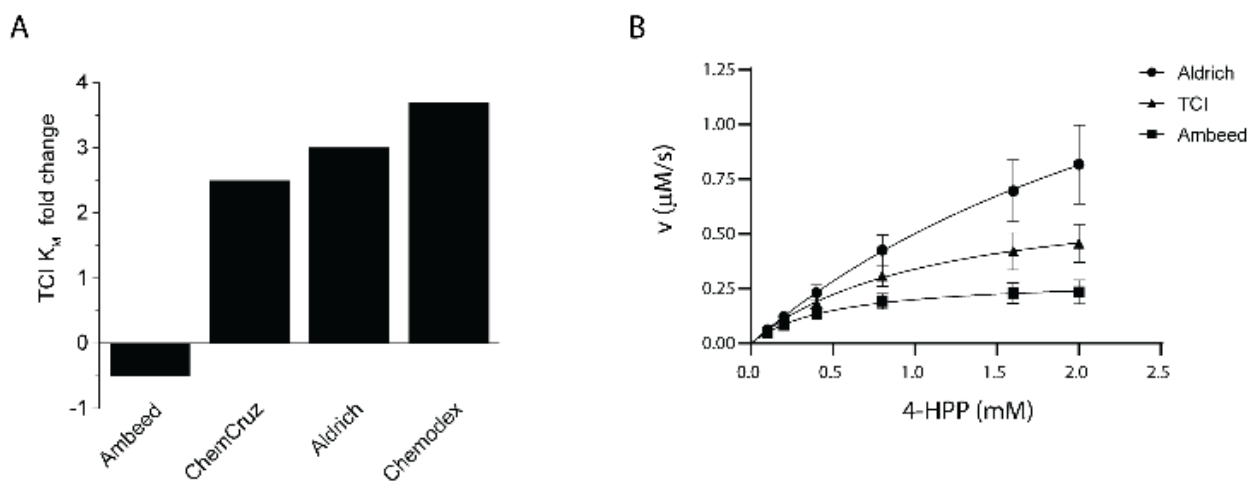 A
TCI KM fold change
4
3
2
1
0
-1
Ambeed
ChemCruz
Aldrich
Chemodex
B
v (µM/s)
1.25
1.00
0.75
0.50
0.25
0.00
0.0 0.5 1.0 1.5 2.0 2.5
4-HPP (mM)
Aldrich
TCI
Ambeed